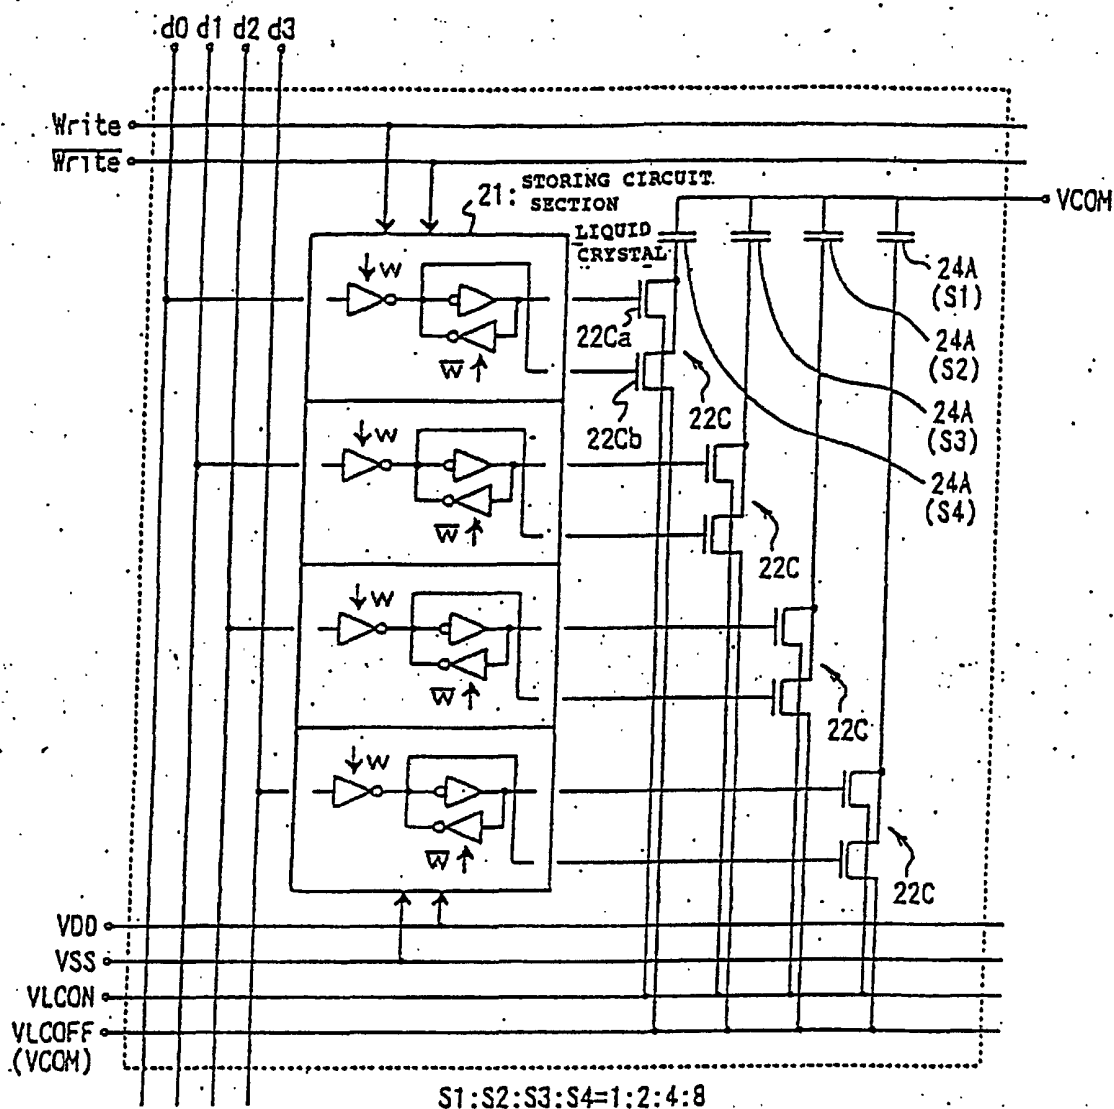 d0 d1 d2 d3
Write
Write
21: STORING CIRCUIT.
SECTION
VCOM
LIQUID
CRYSTAL
W
W
22Ca
22Cb
22C
24A
(S1)
24A
(S2)
24A
(S3)
24A
(S4)
W
W
22C
W
W
22C
W
W
22C
VDD
VSS
VLCON
VLCOFF
(VCOM)
S1:S2:S3:S4=1:2:4:8